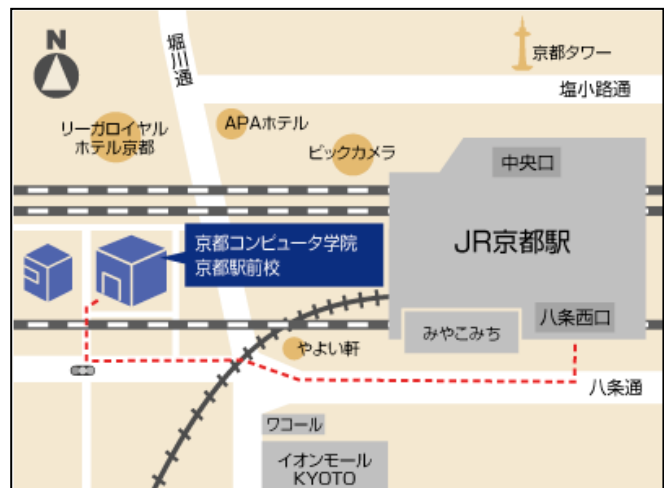 N
堀川通
京都タワー
塩小路通
APAホテル
リーガロイヤル
ホテル京都
ビックカメラ
中央口
JR京都駅
京都コンピュータ学院
京都駅前校
八条西口
みやこみち
やよい軒
八条通
ワコール
イオンモール
KYOTO